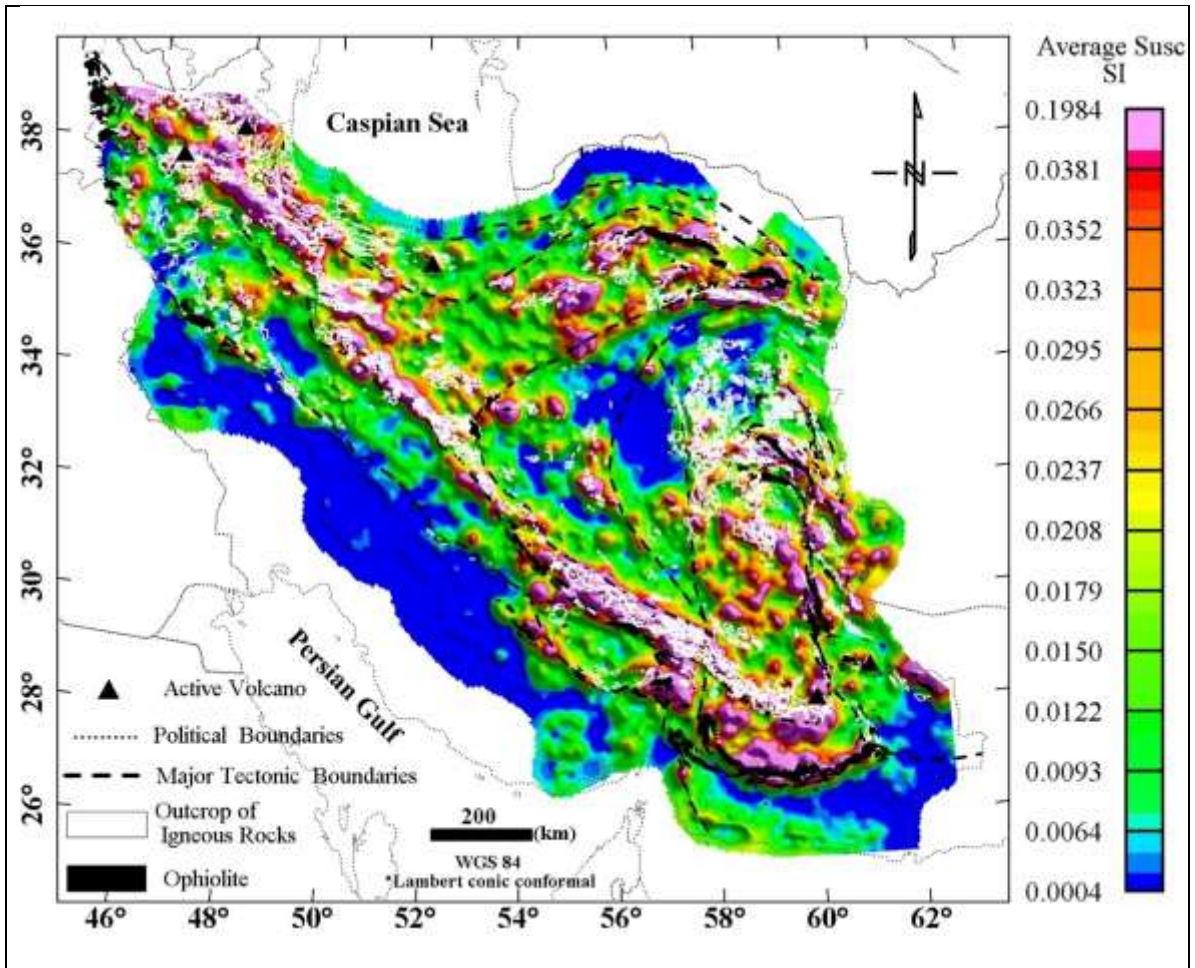 Average Susc
SI
0.1984
0.0381
0.0352
0.0323
0.0295
0.0266
0.0237
0.0208
0.0179
0.0150
0.0122
0.0093
0.0064
0.0004
Caspian Sea
N
38°
36°
34°
32°
30°
28°
26°
Persian Gulf
Active Volcano
Political Boundaries
Major Tectonic Boundaries
Outcrop of
Igneous Rocks
Ophiolite
200
(km)
WGS 84
*Lambert conic conformal
46° 48° 50° 52° 54° 56° 58° 60° 62°